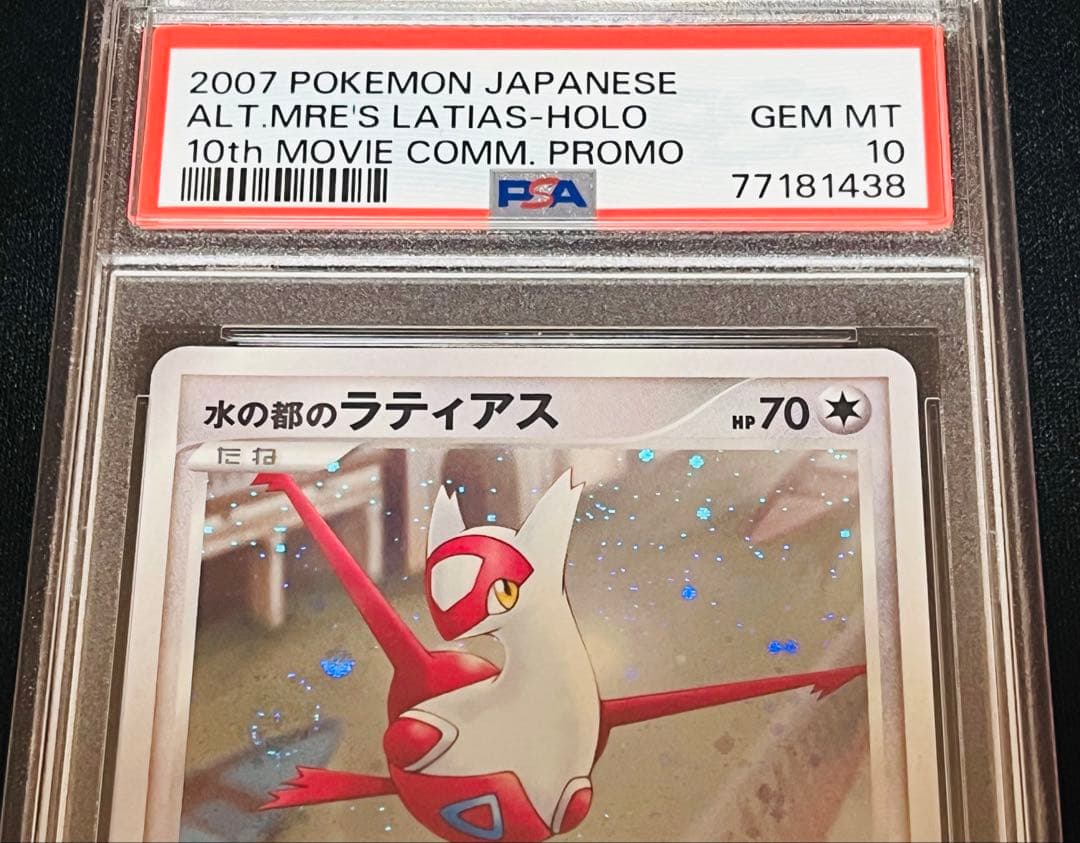 2007 POKEMON JAPANESE
ALT.MRE'S LATIAS-HOLO GEM MT
10th MOVIE COMM. PROMO 10
PSA 77181438
水の都のラティアス HP70
たね